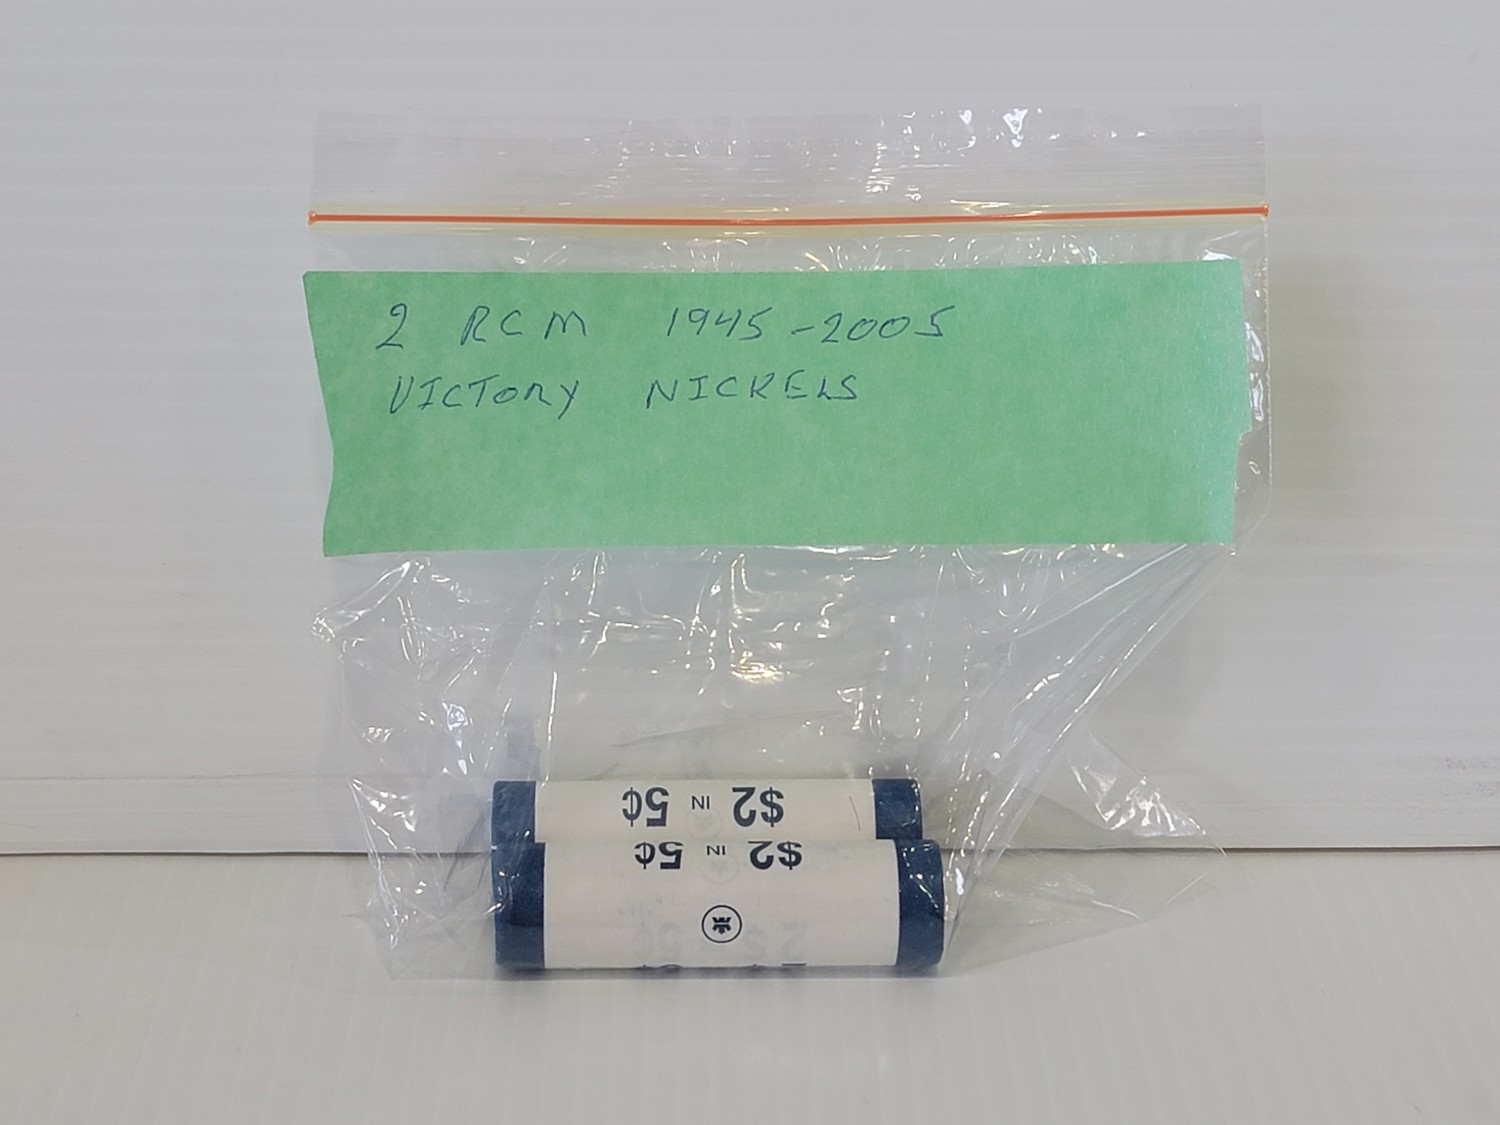 2 RCM 1945-2005
VICTORY NICKELS
$2 IN 5¢
$2 IN 5¢